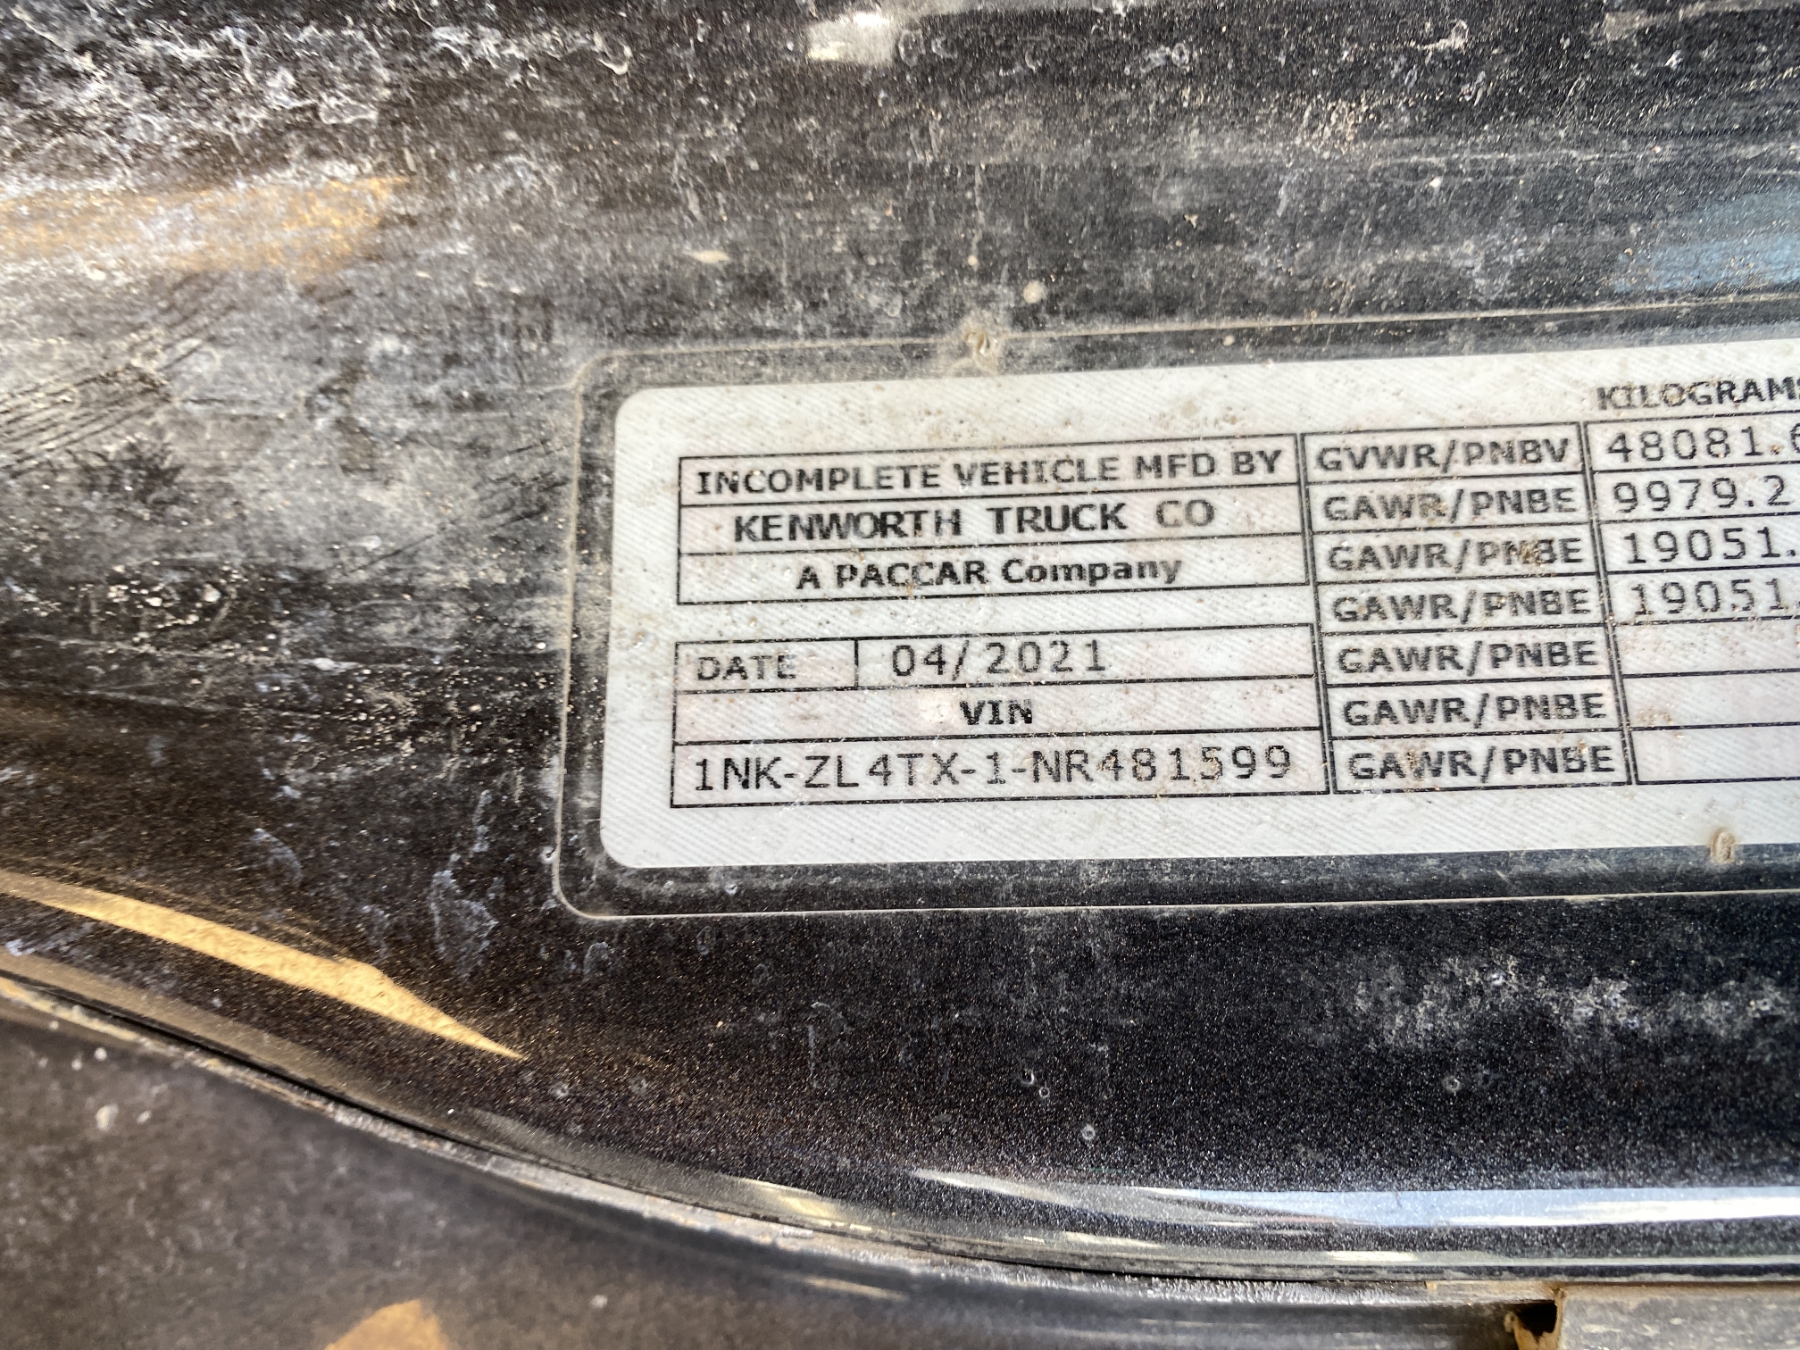 KILOGRAMS
INCOMPLETE VEHICLE MFD BY GVWR/PNBV 48081.6
KENWORTH TRUCK CO GAWR/PNBE 9979.2
A PACCAR Company GAWR/PNBE 19051.
GAWR/PNBE 19051.
DATE 04/2021 GAWR/PNBE
VIN GAWR/PNBE
1NK-ZL4TX-1-NR481599 GAWR/PNBE